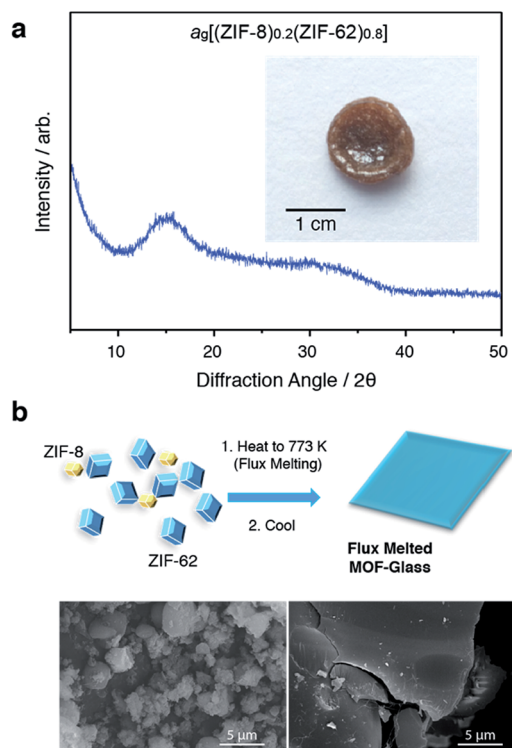 a
ag[(ZIF-8)0.2(ZIF-62)0.8]
Intensity / arb.
1 cm
10 20 30 40 50
Diffraction Angle / 2θ
b
ZIF-8
ZIF-62
1. Heat to 773 K
(Flux Melting)
2. Cool
Flux Melted
MOF-Glass
5 μm
5 μm